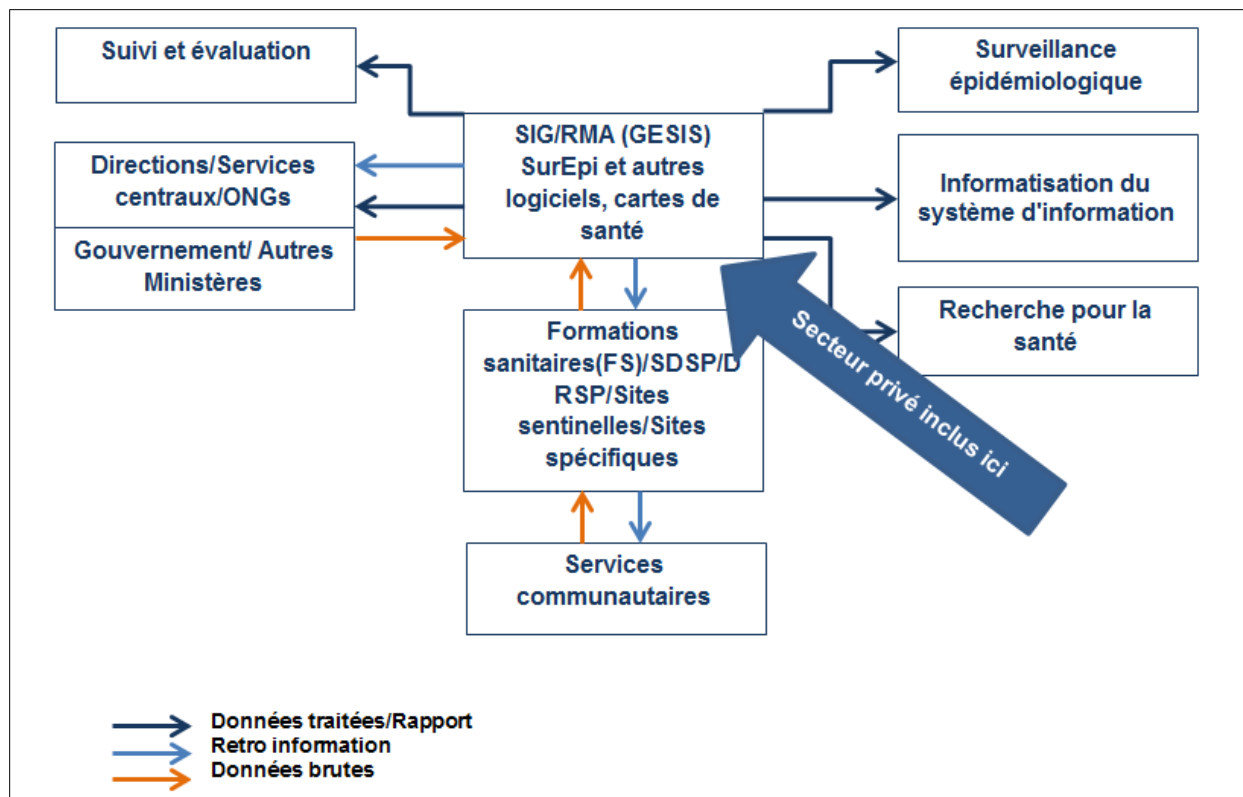 Suivi et évaluation
Directions/Services
centraux/ONGs
Gouvernement/ Autres
Ministères
SIG/RMA (GESIS)
SurEpi et autres
logiciels, cartes de
santé
Formations
sanitaires(FS)/SDSP/D
RSP/Sites
sentinelles/Sites
spécifiques
Services
communautaires
Surveillance
épidémiologique
Informatisation du
système d'information
Recherche pour la
santé
Secteur privé inclus ici
Données traitées/Rapport
Retro information
Données brutes